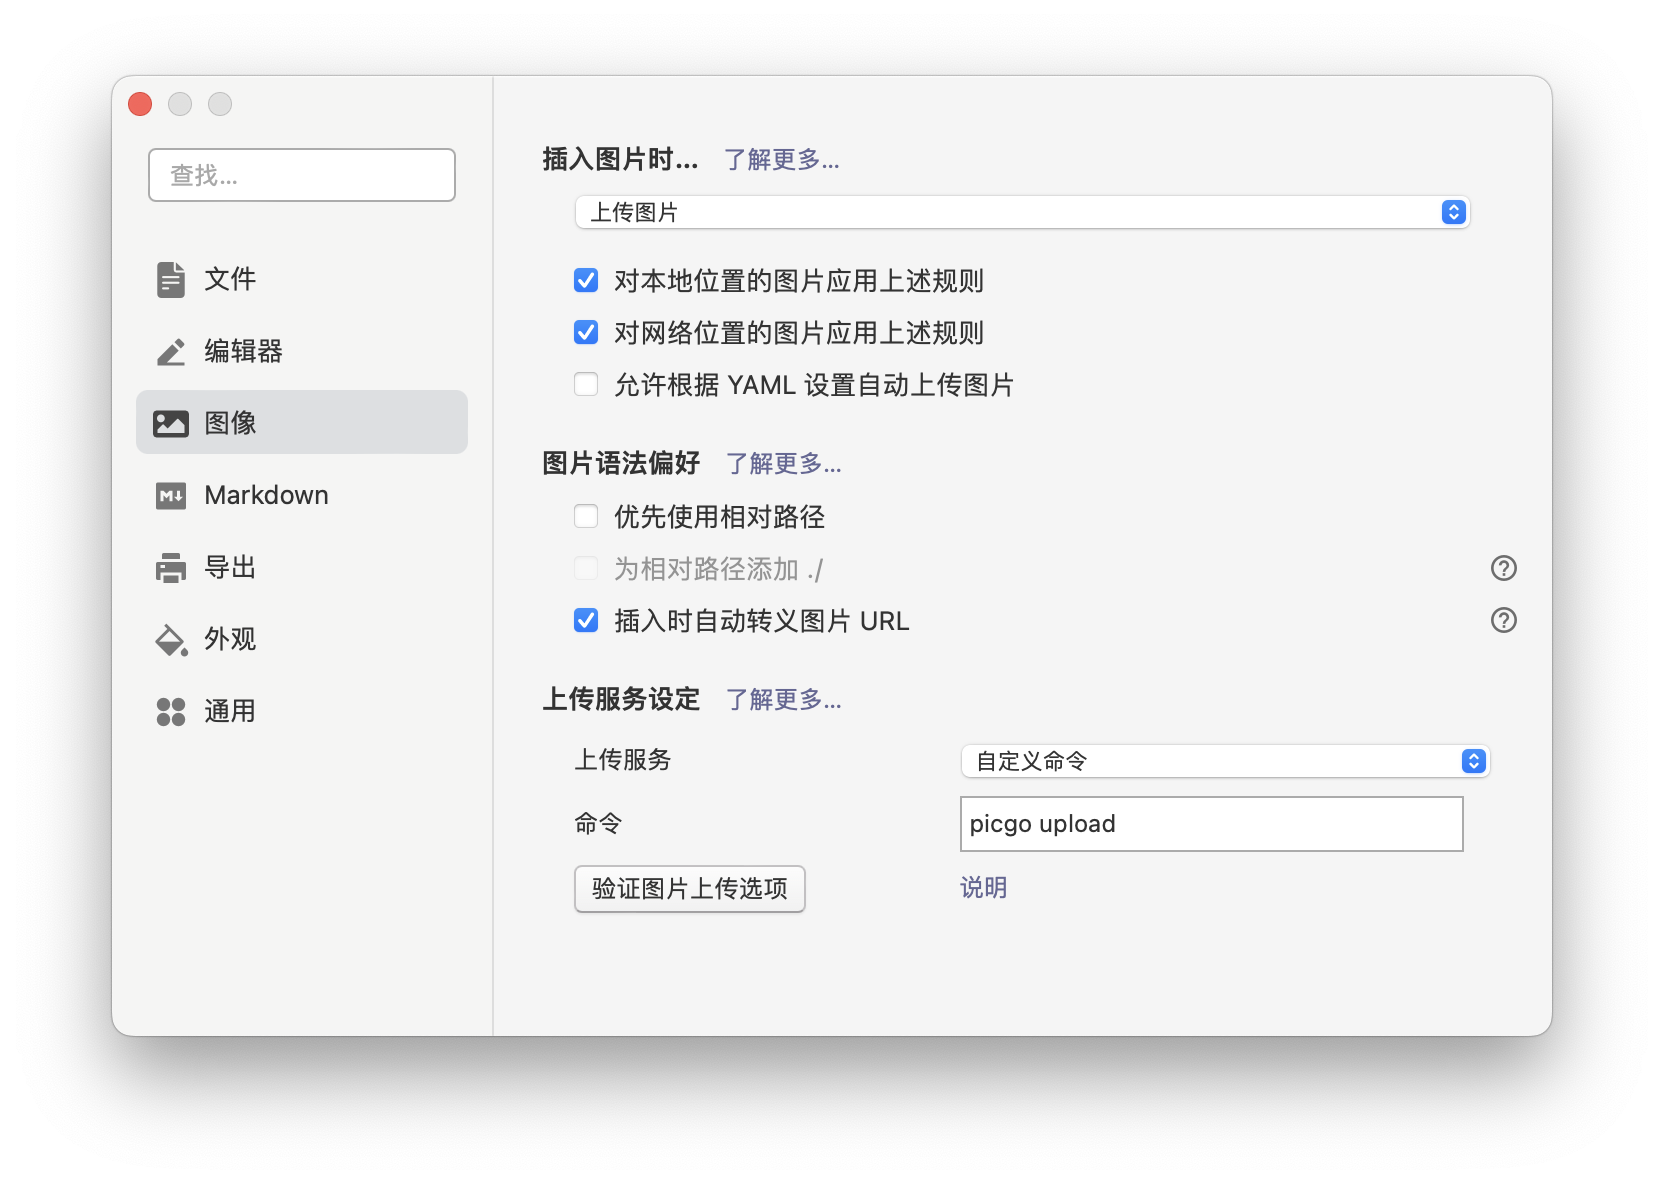 查找...
文件
编辑器
图像
Markdown
导出
外观
通用
插入图片时... 了解更多...
上传图片
对本地位置的图片应用上述规则
对网络位置的图片应用上述规则
允许根据 YAML 设置自动上传图片
图片语法偏好 了解更多...
优先使用相对路径
为相对路径添加 ./
插入时自动转义图片 URL
上传服务设定 了解更多...
上传服务 自定义命令
命令 picgo upload
验证图片上传选项 说明